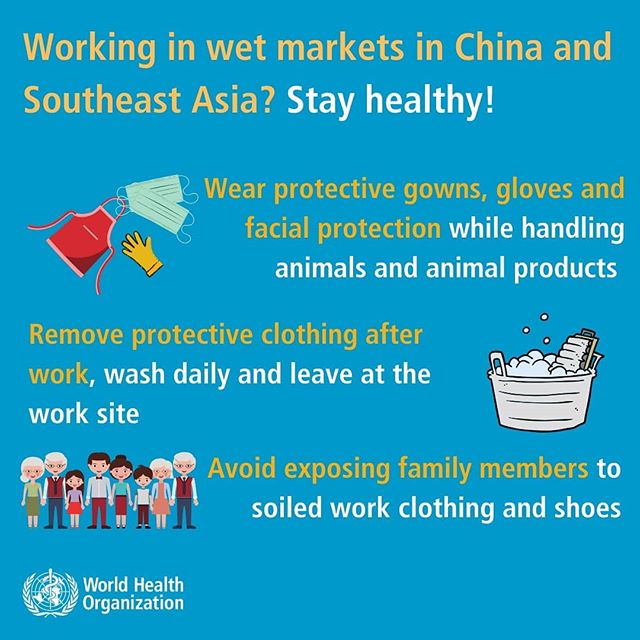 Working in wet markets in China and
Southeast Asia? Stay healthy!
Wear protective gowns, gloves and
facial protection while handling
animals and animal products
Remove protective clothing after
work, wash daily and leave at the
work site
Avoid exposing family members to
soiled work clothing and shoes
World Health
Organization